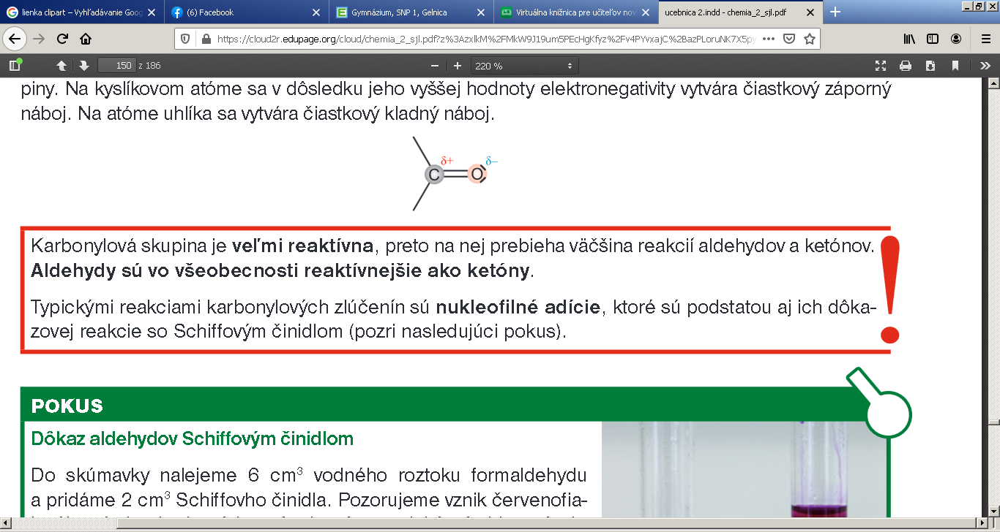 lienka clipart – Vyhľadávanie Goog
(6) Facebook
Gymnázium, SNP 1, Gelnica
Virtuálna knižnica pre učiteľov nov
ucebnica 2.indd - chemia_2_sjl.pdf
https://cloud2r.edupage.org/cloud/chemia_2_sjl.pdf?z%3AzxlkM%2FMkW9J19um5PEcHgKfyz%2Fv4PYvxajC%2BazPLoruNK7X5py
150 z 186
220 %
piny. Na kyslíkovom atóme sa v dôsledku jeho vyššej hodnoty elektronegativity vytvára čiastkový záporný
náboj. Na atóme uhlíka sa vytvára čiastkový kladný náboj.
δ+ δ–
C O
Karbonylová skupina je veľmi reaktívna, preto na nej prebieha väčšina reakcií aldehydov a ketónov.
Aldehydy sú vo všeobecnosti reaktívnejšie ako ketóny.
Typickými reakciami karbonylových zlúčenín sú nukleofilné adície, ktoré sú podstatou aj ich dôka-
zovej reakcie so Schiffovým činidlom (pozri nasledujúci pokus).
!
POKUS
Dôkaz aldehydov Schiffovým činidlom
Do skúmavky nalejeme 6 cm³ vodného roztoku formaldehydu
a pridáme 2 cm³ Schiffovho činidla. Pozorujeme vznik červenofia-